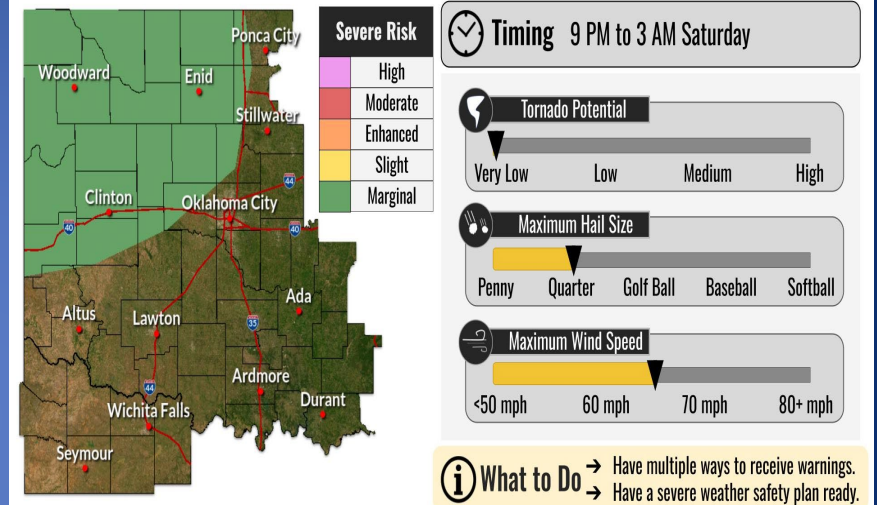 Ponca City
Woodward
Enid
Stillwater
44
Clinton
Oklahoma City
40
40
Altus
Lawton
Ada
35
Ardmore
44
Durant
Wichita Falls
Seymour
Severe Risk
High
Moderate
Enhanced
Slight
Marginal
Timing 9 PM to 3 AM Saturday
Tornado Potential
Very Low Low Medium High
Maximum Hail Size
Penny Quarter Golf Ball Baseball Softball
Maximum Wind Speed
<50 mph 60 mph 70 mph 80+ mph
i What to Do → Have multiple ways to receive warnings.
→ Have a severe weather safety plan ready.